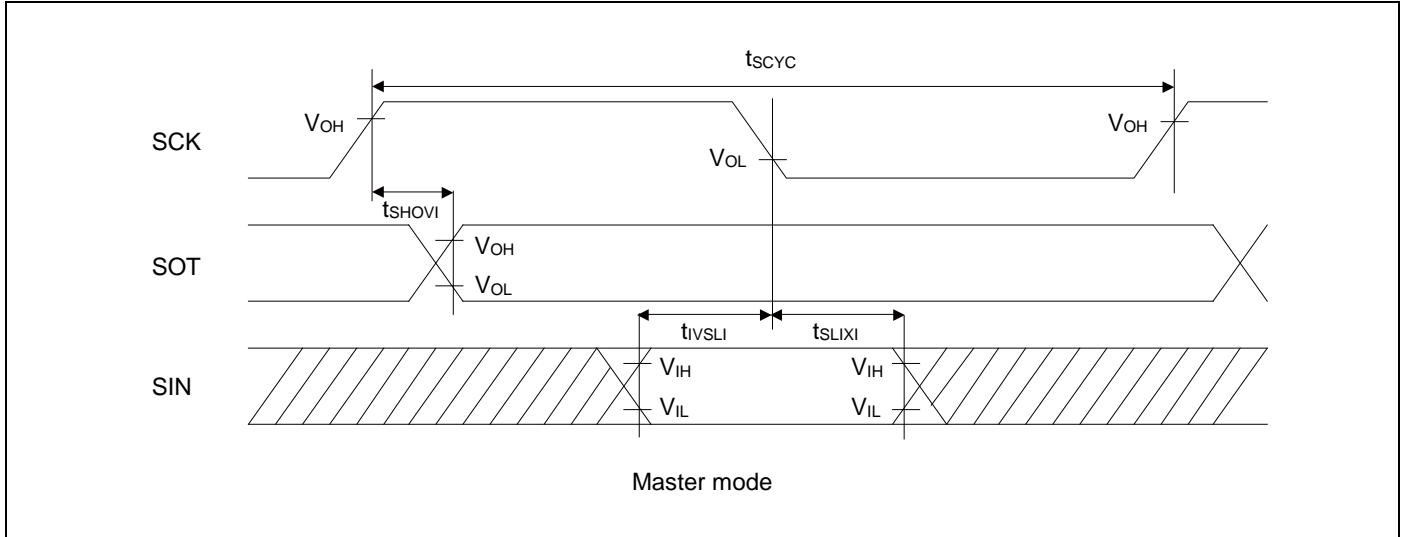 tSCYC
SCK
VOH
VOL
VOH
tSHOVI
SOT
VOH
VOL
tIVSLI
tSLIXI
SIN
VIH
VIL
VIH
VIL
Master mode